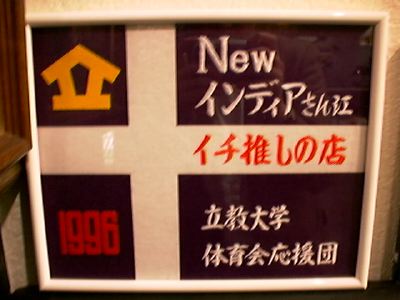 立
New
インディアさん江
イチ推しの店
1996
立教大学
体育会応援団